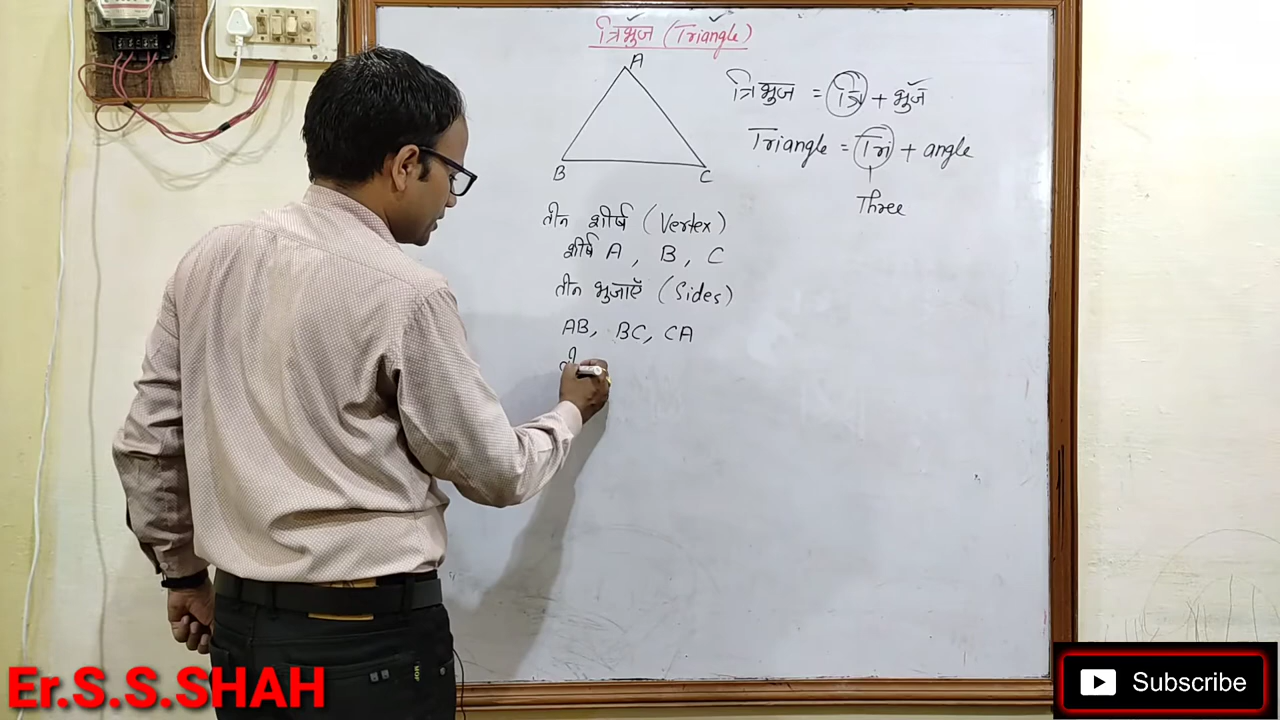 त्रिभुज (Triangle)
A
B
C
त्रिभुज = त्रि + भुज
Triangle = Tri + angle
Three
तीन शीर्ष (Vertex)
शीर्ष A, B, C
तीन भुजाएँ (Sides)
AB, BC, CA
ती
Er.S.S.SHAH
Subscribe